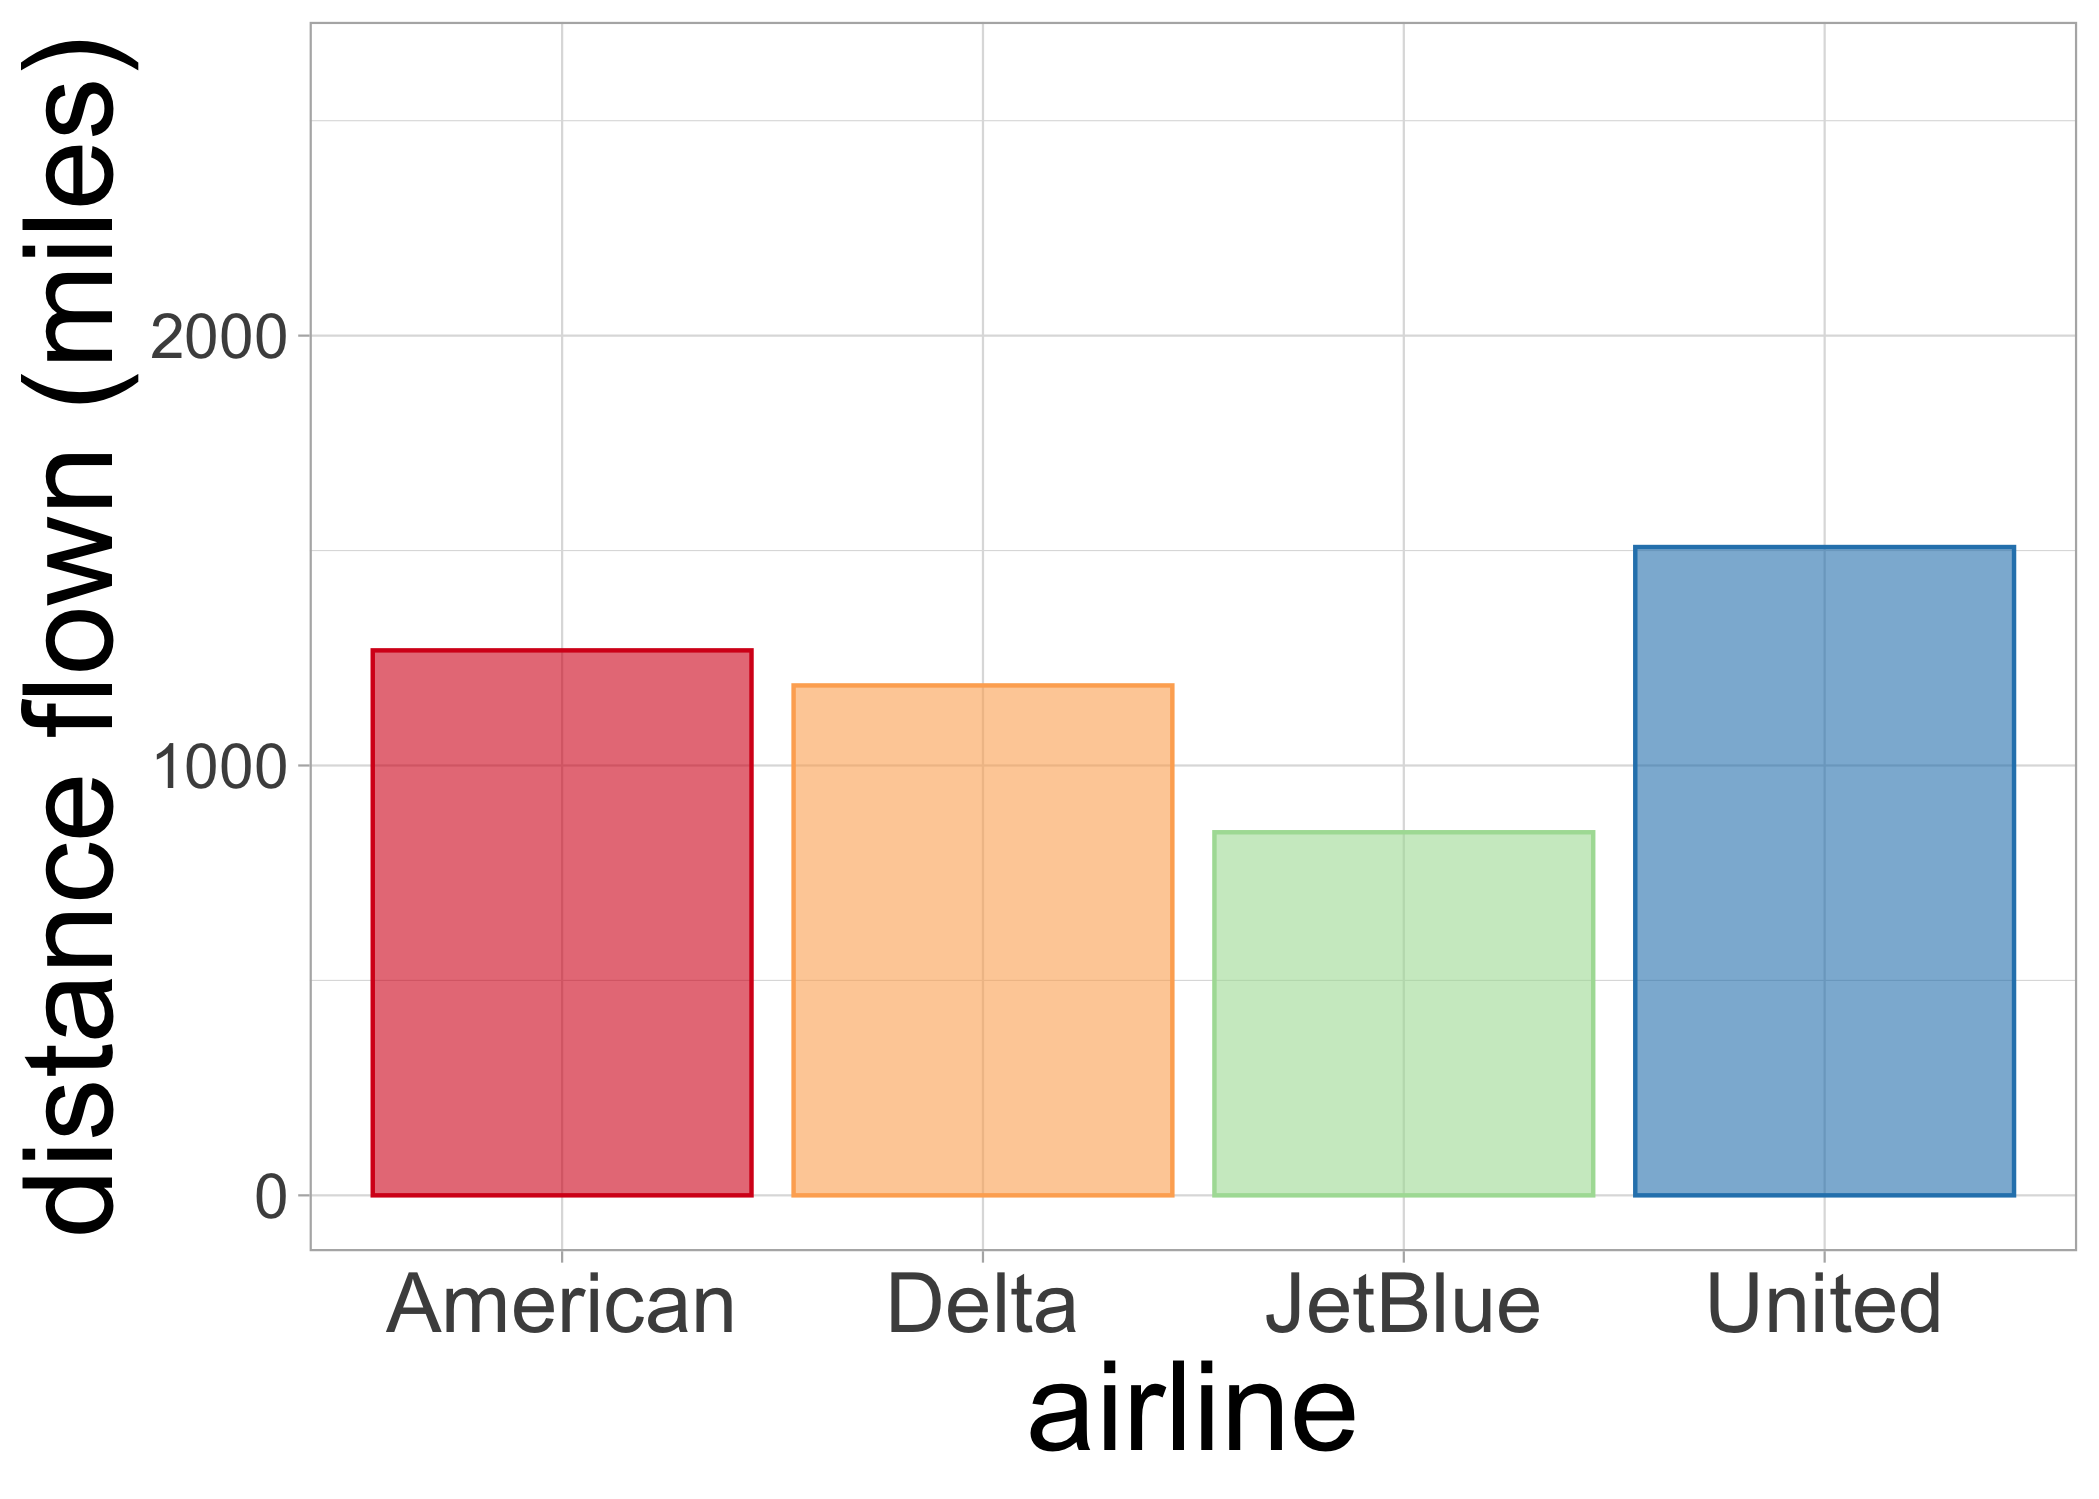 distance flown (miles)
2000
1000
0
American Delta JetBlue United
airline